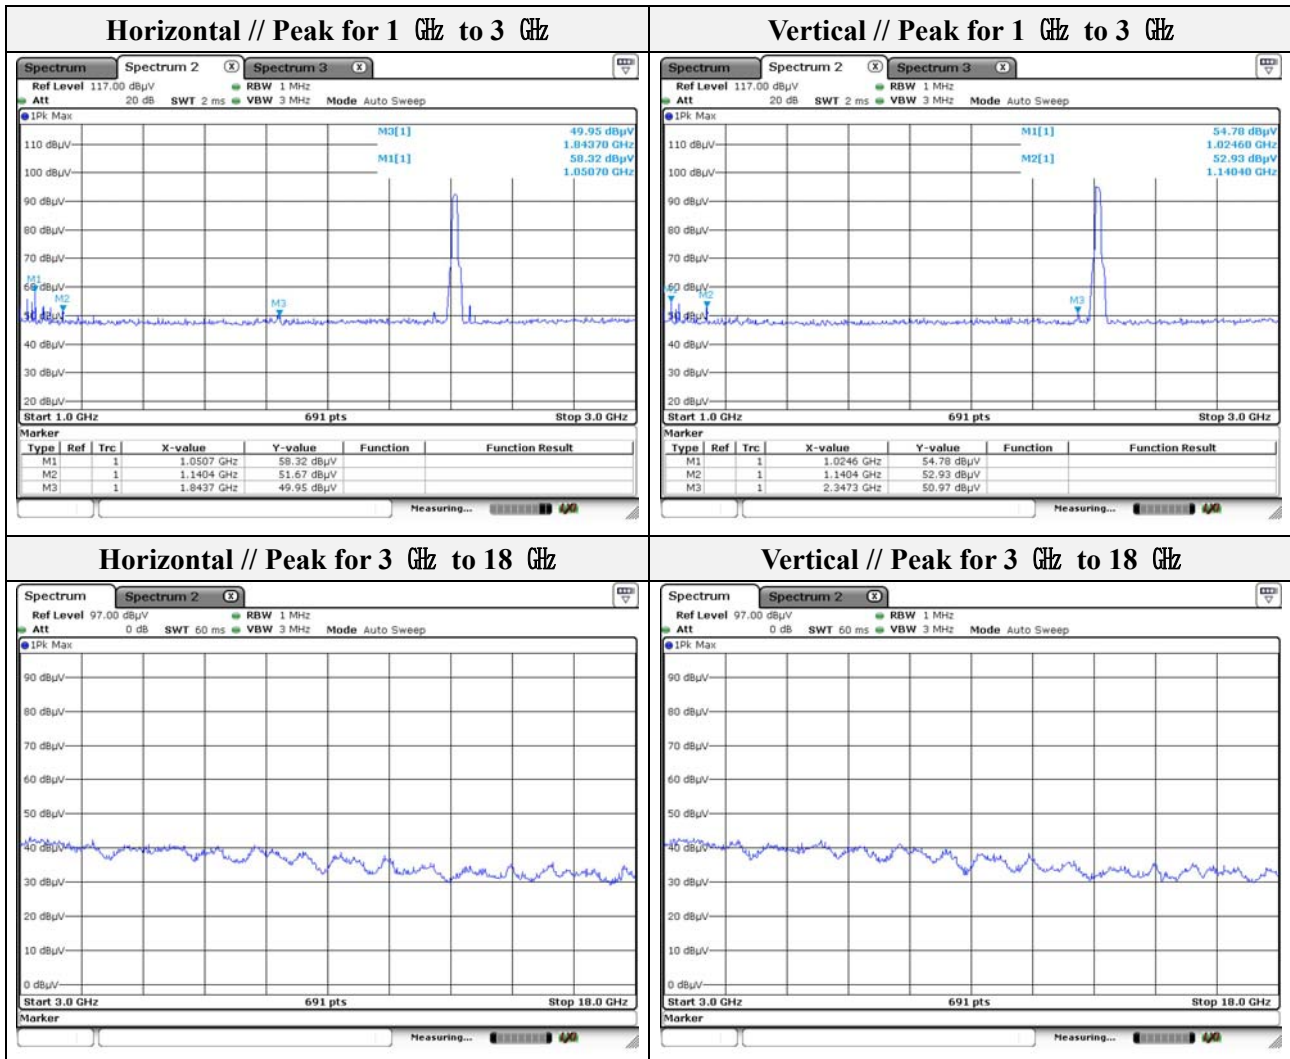 Horizontal // Peak for 1 ㎓ to 3 ㎓
Spectrum Spectrum 2 X Spectrum 3 X
Ref Level 117.00 dBµV RBW 1 MHz
Att 20 dB SWT 2 ms VBW 3 MHz Mode Auto Sweep
1Pk Max
M3[1] 49.95 dBµV
1.84370 GHz
M1[1] 58.32 dBµV
1.05070 GHz
110 dBµV
100 dBµV
90 dBµV
80 dBµV
70 dBµV
M1
60 dBµV
M2
M3
50 dBµV
40 dBµV
30 dBµV
20 dBµV
Start 1.0 GHz 691 pts Stop 3.0 GHz
Marker
Type Ref Trc X-value Y-value Function Function Result
M1 1 1.0507 GHz 58.32 dBµV
M2 1 1.1404 GHz 51.67 dBµV
M3 1 1.8437 GHz 49.95 dBµV
Measuring...
Vertical // Peak for 1 ㎓ to 3 ㎓
Spectrum Spectrum 2 X Spectrum 3 X
Ref Level 117.00 dBµV RBW 1 MHz
Att 20 dB SWT 2 ms VBW 3 MHz Mode Auto Sweep
1Pk Max
M1[1] 54.78 dBµV
1.02460 GHz
M2[1] 52.93 dBµV
1.14040 GHz
110 dBµV
100 dBµV
90 dBµV
80 dBµV
70 dBµV
60 dBµV
M2
M3
50 dBµV
40 dBµV
30 dBµV
20 dBµV
Start 1.0 GHz 691 pts Stop 3.0 GHz
Marker
Type Ref Trc X-value Y-value Function Function Result
M1 1 1.0246 GHz 54.78 dBµV
M2 1 1.1404 GHz 52.93 dBµV
M3 1 2.3473 GHz 50.97 dBµV
Measuring...
Horizontal // Peak for 3 ㎓ to 18 ㎓
Spectrum Spectrum 2 X
Ref Level 97.00 dBµV RBW 1 MHz
Att 0 dB SWT 60 ms VBW 3 MHz Mode Auto Sweep
1Pk Max
90 dBµV
80 dBµV
70 dBµV
60 dBµV
50 dBµV
40 dBµV
30 dBµV
20 dBµV
10 dBµV
0 dBµV
Start 3.0 GHz 691 pts Stop 18.0 GHz
Marker
Measuring...
Vertical // Peak for 3 ㎓ to 18 ㎓
Spectrum Spectrum 2 X
Ref Level 97.00 dBµV RBW 1 MHz
Att 0 dB SWT 60 ms VBW 3 MHz Mode Auto Sweep
1Pk Max
90 dBµV
80 dBµV
70 dBµV
60 dBµV
50 dBµV
40 dBµV
30 dBµV
20 dBµV
10 dBµV
0 dBµV
Start 3.0 GHz 691 pts Stop 18.0 GHz
Marker
Measuring...